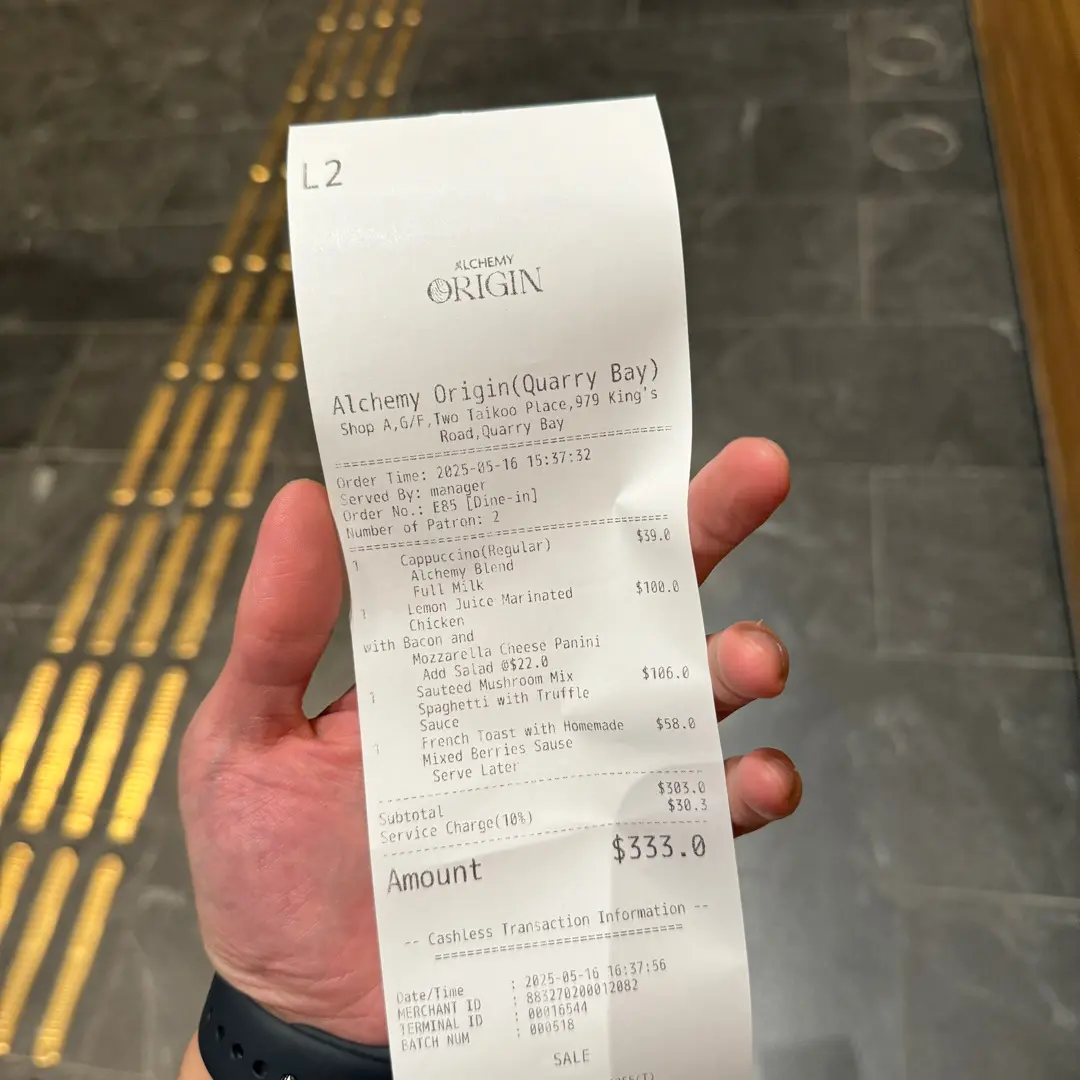 L2
ALCHEMY
ORIGIN
Alchemy Origin(Quarry Bay)
Shop A,G/F,Two Taikoo Place,979 King's
Road,Quarry Bay
Order Time: 2025-05-16 15:37:32
Served By: manager
Order No.: E85 [Dine-in]
Number of Patron: 2
1 Cappuccino(Regular) $39.0
Alchemy Blend
Full Milk
1 Lemon Juice Marinated $100.0
Chicken
with Bacon and
Mozzarella Cheese Panini
Add Salad @$22.0
1 Sauteed Mushroom Mix $106.0
Spaghetti with Truffle
Sauce
1 French Toast with Homemade $58.0
Mixed Berries Sause
Serve Later
Subtotal $303.0
Service Charge(10%) $30.3
Amount $333.0
-- Cashless Transaction Information --
Date/Time : 2025-05-16 16:37:56
MERCHANT ID : 883270200012082
TERMINAL ID : 00016544
BATCH NUM : 000518
SALE